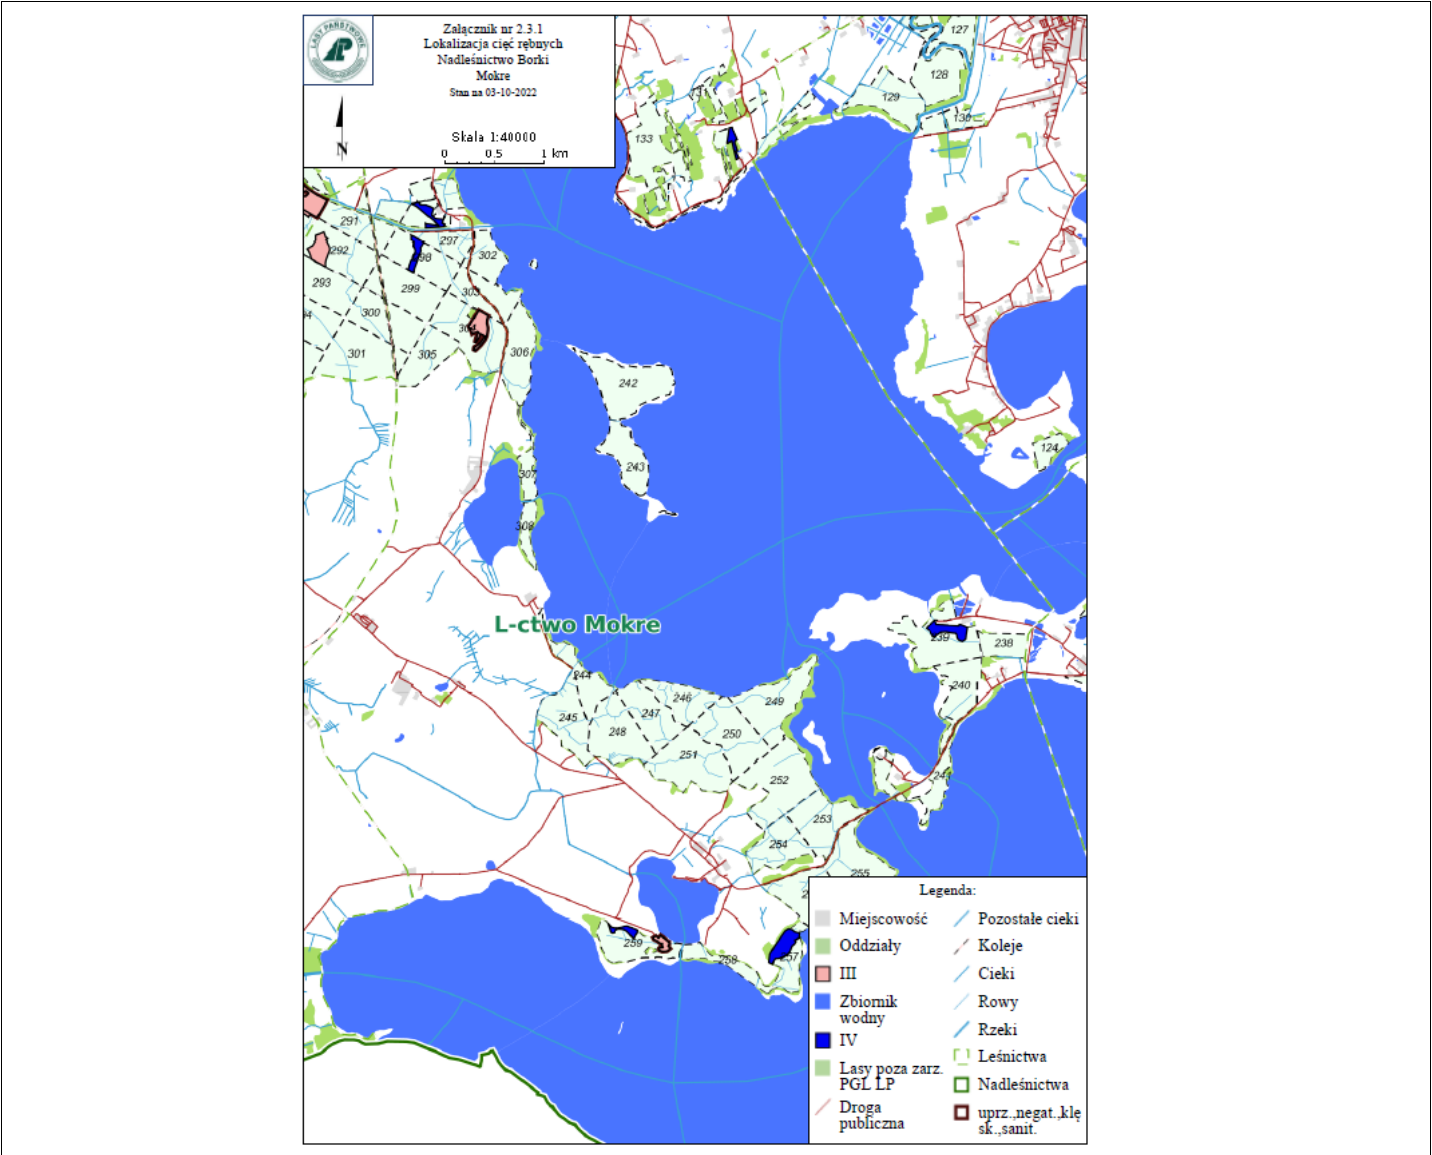 LASY PAŃSTWOWE
Załącznik nr 2.3.1
Lokalizacja cięć rębnych
Nadleśnictwo Borki
Mokre
Stan na 03-10-2022
Skala 1:40000
0 0.5 1 km
N
127
128
129
130
133
291
292
297
98
302
293
299
303
300
301
305
306
242
243
124
307
308
L-ctwo Mokre
239
238
240
244
245
246
247
248
249
250
251
252
241
253
254
255
259
258
257
Legenda:
Miejscowość
Oddziały
III
Zbiornik
wodny
IV
Lasy poza zarz.
PGL LP
Droga
publiczna
Pozostałe cieki
Koleje
Cieki
Rowy
Rzeki
Leśnictwa
Nadleśnictwa
uprz.,negat.,klę
sk.,sanit.